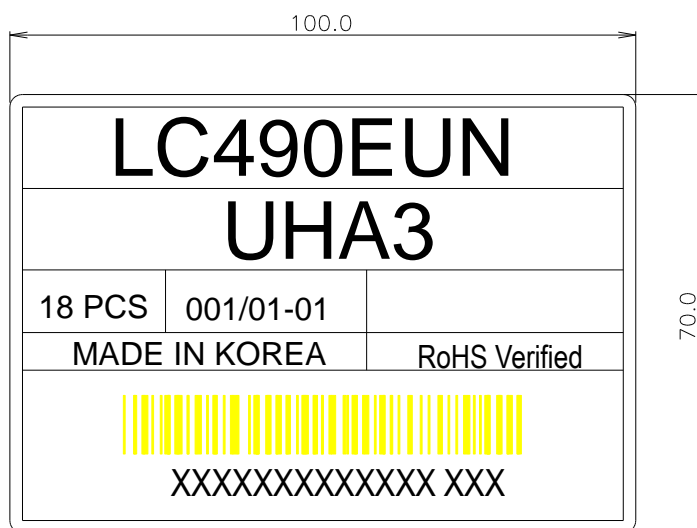 100.0
LC490EUN
UHA3
18 PCS 001/01-01
70.0
MADE IN KOREA RoHS Verified
XXXXXXXXXXXXX XXX